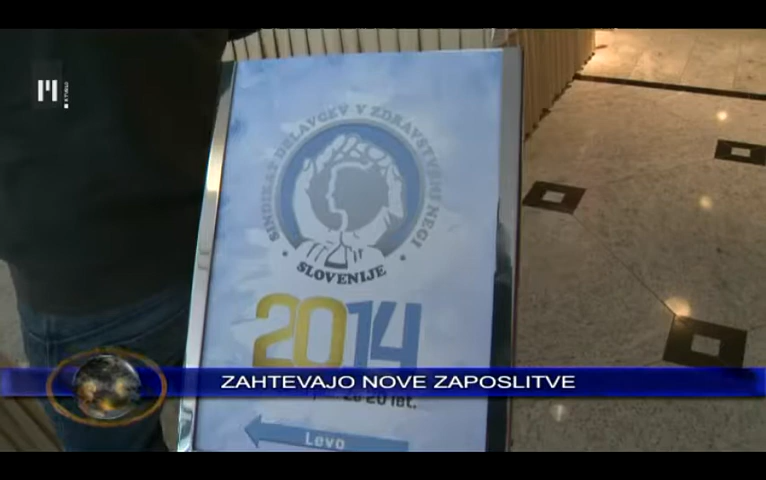 SINDIKAT DELAVCEV V ZDRAVSTVENI NEGI
SLOVENIJE
2014
20 let.
ZAHTEVAJO NOVE ZAPOSLITVE
Levo